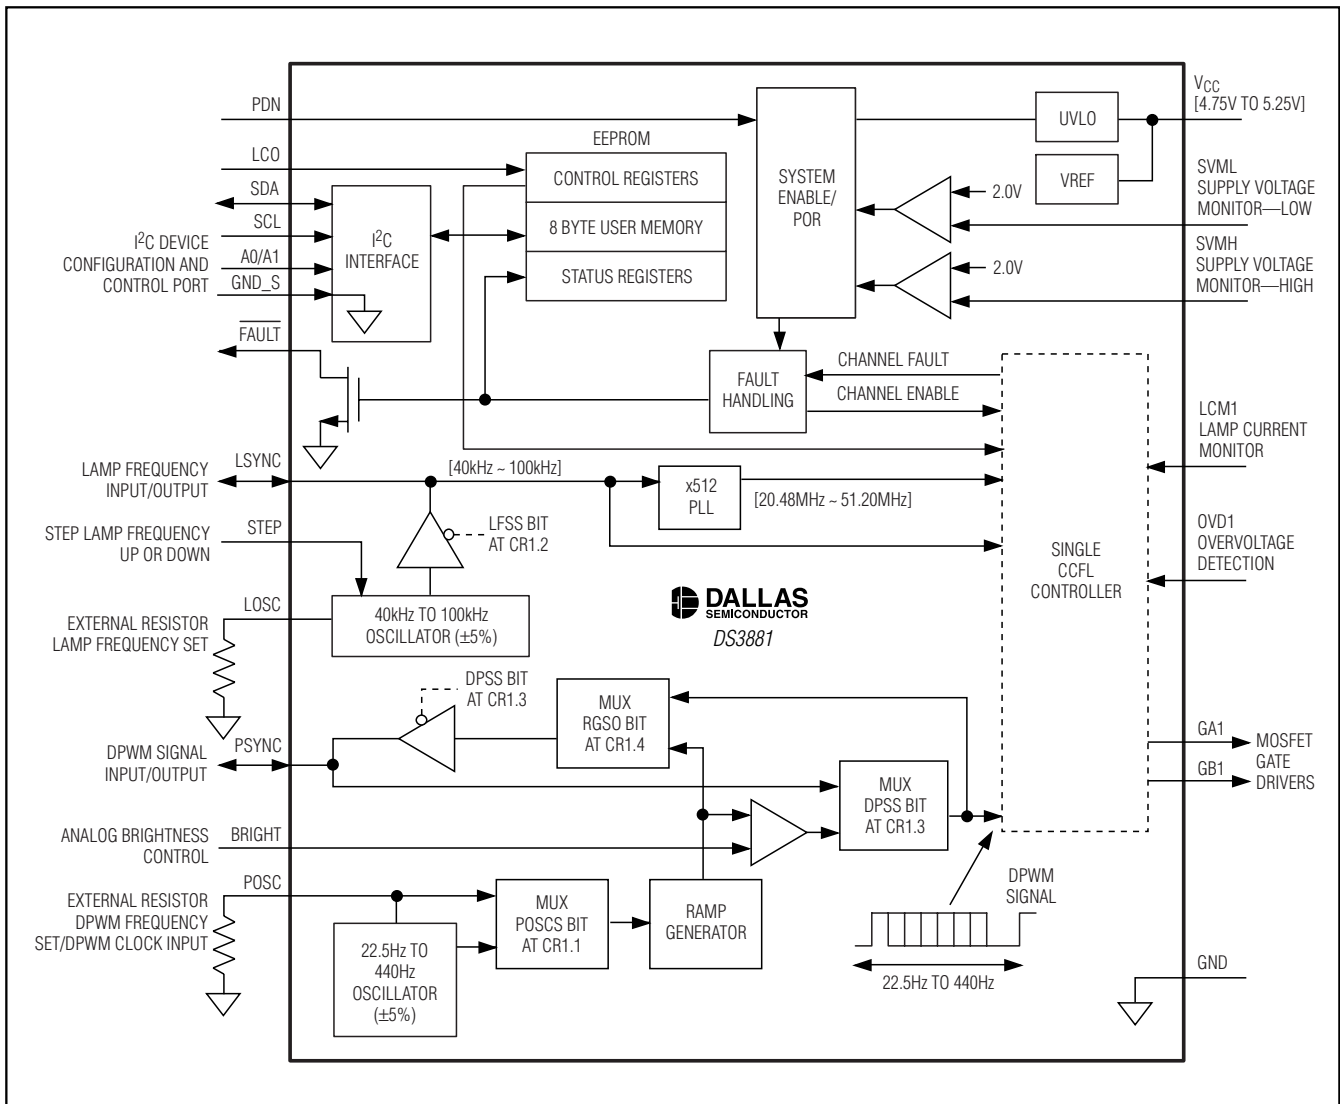 PDN
LCO
SDA
SCL
I2C DEVICE
CONFIGURATION AND
CONTROL PORT
A0/A1
GND_S
FAULT
LAMP FREQUENCY
INPUT/OUTPUT
LSYNC
STEP LAMP FREQUENCY
UP OR DOWN
STEP
LOSC
EXTERNAL RESISTOR
LAMP FREQUENCY SET
DPWM SIGNAL
INPUT/OUTPUT
PSYNC
ANALOG BRIGHTNESS
CONTROL
BRIGHT
POSC
EXTERNAL RESISTOR
DPWM FREQUENCY
SET/DPWM CLOCK INPUT
I2C
INTERFACE
EEPROM
CONTROL REGISTERS
8 BYTE USER MEMORY
STATUS REGISTERS
SYSTEM
ENABLE/
POR
UVLO
VREF
2.0V
2.0V
VCC
[4.75V TO 5.25V]
SVML
SUPPLY VOLTAGE
MONITOR—LOW
SVMH
SUPPLY VOLTAGE
MONITOR—HIGH
FAULT
HANDLING
CHANNEL FAULT
CHANNEL ENABLE
[40kHz ~ 100kHz]
x512
PLL
[20.48MHz ~ 51.20MHz]
LFSS BIT
AT CR1.2
40kHz TO 100kHz
OSCILLATOR (±5%)
DALLAS
SEMICONDUCTOR
DS3881
SINGLE
CCFL
CONTROLLER
LCM1
LAMP CURRENT
MONITOR
OVD1
OVERVOLTAGE
DETECTION
DPSS BIT
AT CR1.3
MUX
RGSO BIT
AT CR1.4
MUX
DPSS BIT
AT CR1.3
GA1
GB1
MOSFET
GATE
DRIVERS
22.5Hz TO
440Hz
OSCILLATOR
(±5%)
MUX
POSCS BIT
AT CR1.1
RAMP
GENERATOR
DPWM
SIGNAL
22.5Hz TO 440Hz
GND